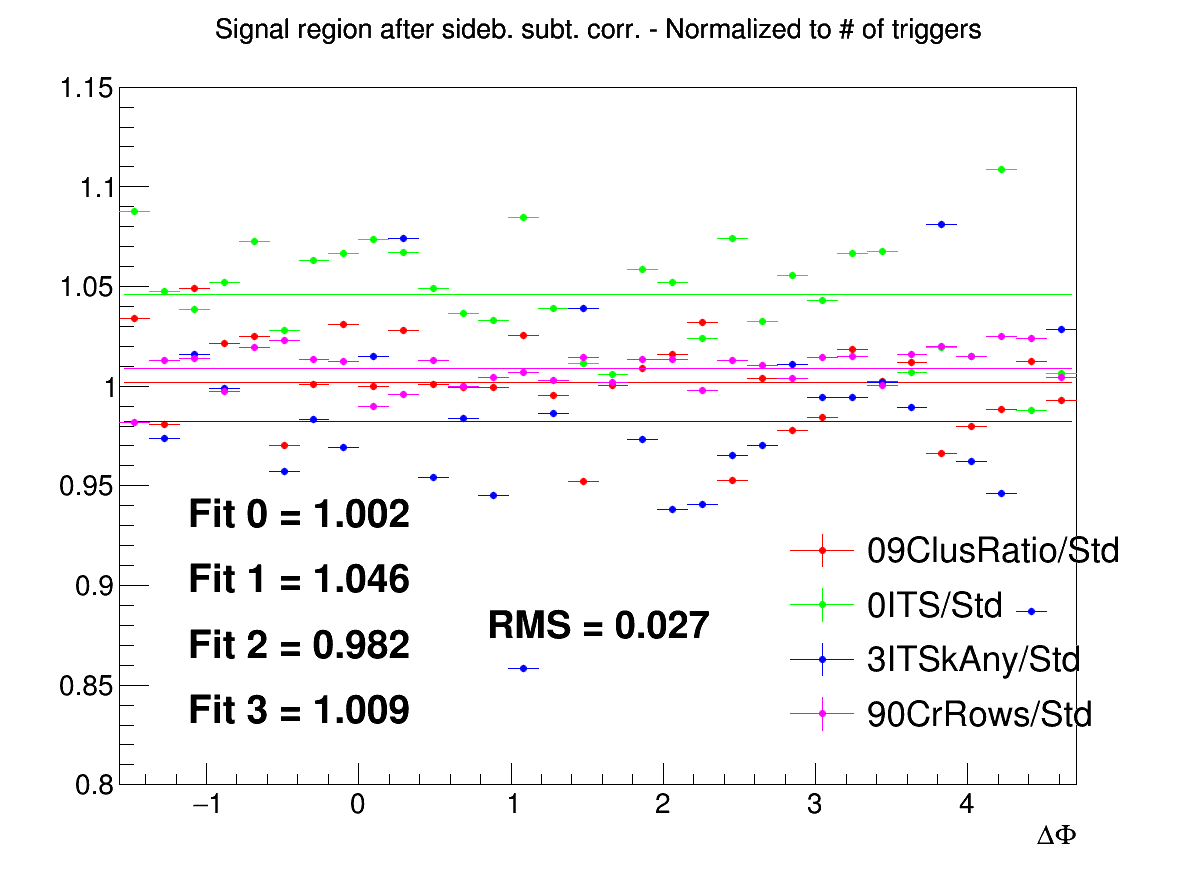 Signal region after sideb. subt. corr. - Normalized to # of triggers
1.15
1.1
1.05
1
0.95
0.9
0.85
0.8
Fit 0 = 1.002
Fit 1 = 1.046
Fit 2 = 0.982
Fit 3 = 1.009
RMS = 0.027
09ClusRatio/Std
0ITS/Std
3ITSkAny/Std
90CrRows/Std
−1 0 1 2 3 4
ΔΦ